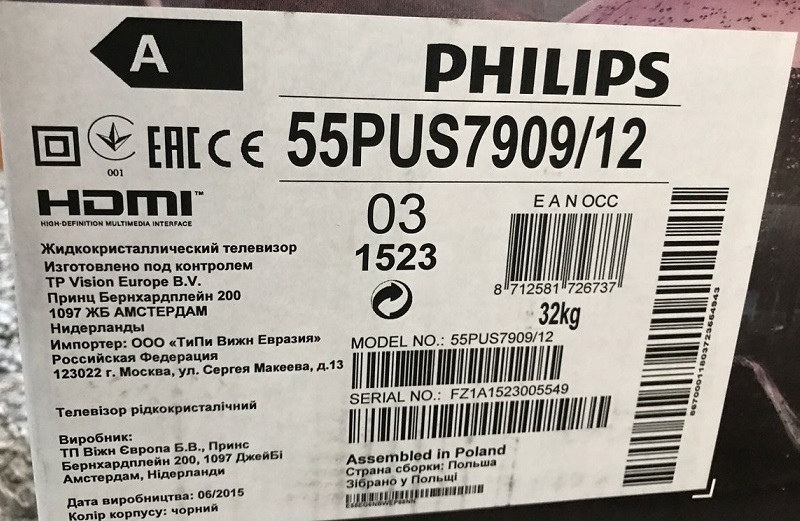 A
PHILIPS
001
EAC CE
55PUS7909/12
HDMI™
HIGH-DEFINITION MULTIMEDIA INTERFACE
03
1523
EAN OCC
8 712581 726737
32kg
Жидкокристаллический телевизор
Изготовлено под контролем
TP Vision Europe B.V.
Принц Бернхардплейн 200
1097 ЖБ АМСТЕРДАМ
Нидерланды
Импортер: ООО «ТиПи Вижн Евразия»
Российская Федерация
123022 г. Москва, ул. Сергея Макеева, д.13
MODEL NO.: 55PUS7909/12
SERIAL NO.: FZ1A1523005549
Телевізор рідкокристалічний
Виробник:
ТП Віжн Європа Б.В., Принс
Бернхардплейн 200, 1097 ДжейБі
Амстердам, Нідерланди
Дата виробництва: 06/2015
Колір корпусу: чорний
Assembled in Poland
Страна сборки: Польша
Зібрано у Польщі